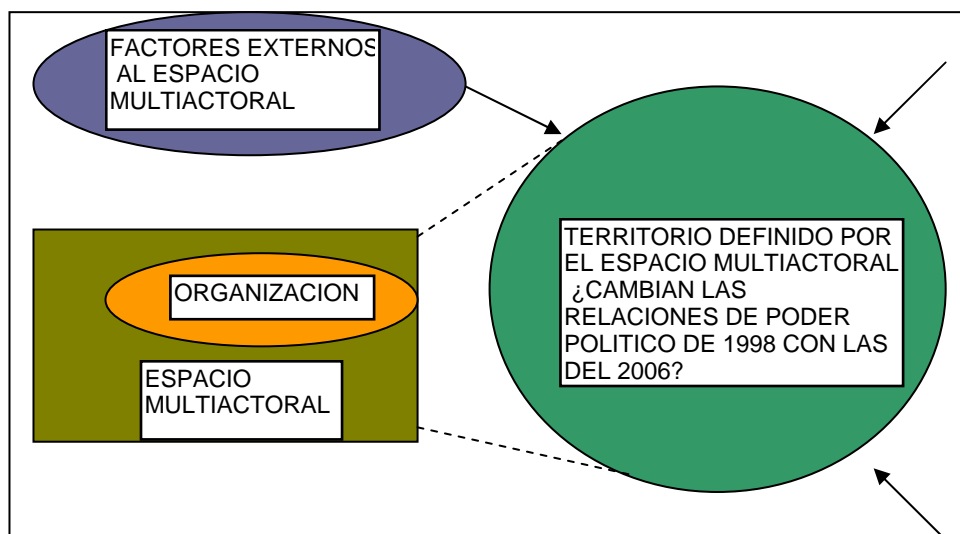 FACTORES EXTERNOS
AL ESPACIO
MULTIACTORAL
ORGANIZACION
ESPACIO
MULTIACTORAL
TERRITORIO DEFINIDO POR
EL ESPACIO MULTIACTORAL
¿CAMBIAN LAS
RELACIONES DE PODER
POLITICO DE 1998 CON LAS
DEL 2006?